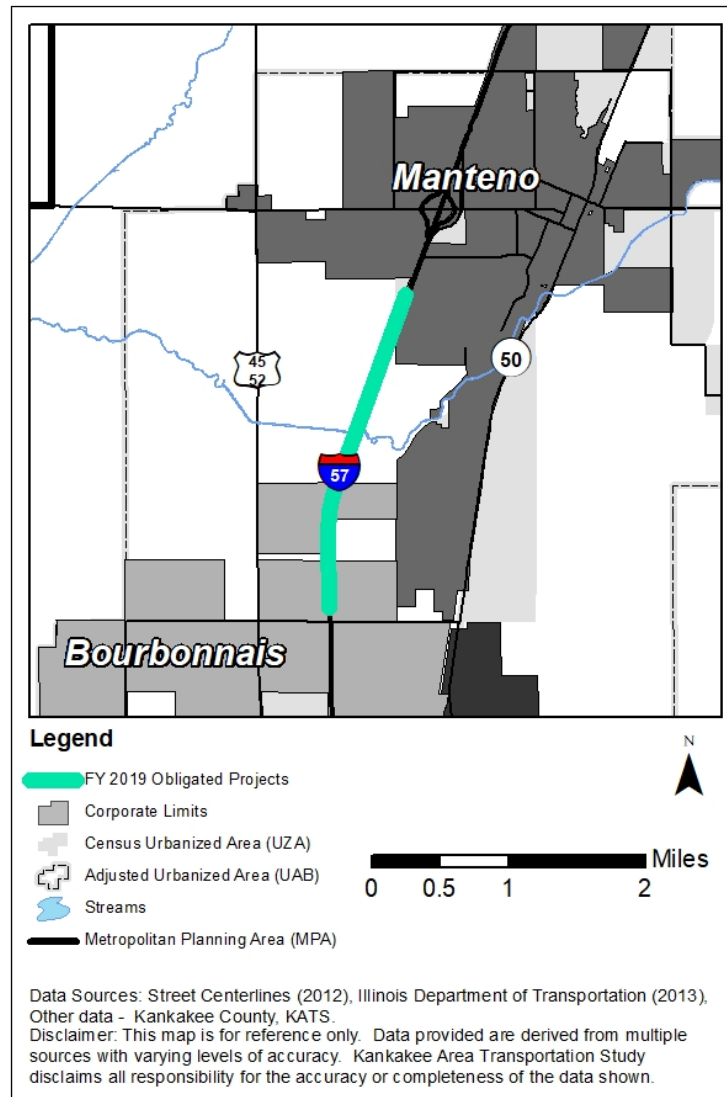 Manteno
45
52
50
57
Bourbonnais
Legend
N
FY 2019 Obligated Projects
Corporate Limits
Census Urbanized Area (UZA)
Adjusted Urbanized Area (UAB)
Streams
Metropolitan Planning Area (MPA)
Miles
0 0.5 1 2
Data Sources: Street Centerlines (2012), Illinois Department of Transportation (2013),
Other data - Kankakee County, KATS.
Disclaimer: This map is for reference only. Data provided are derived from multiple
sources with varying levels of accuracy. Kankakee Area Transportation Study
disclaims all responsibility for the accuracy or completeness of the data shown.